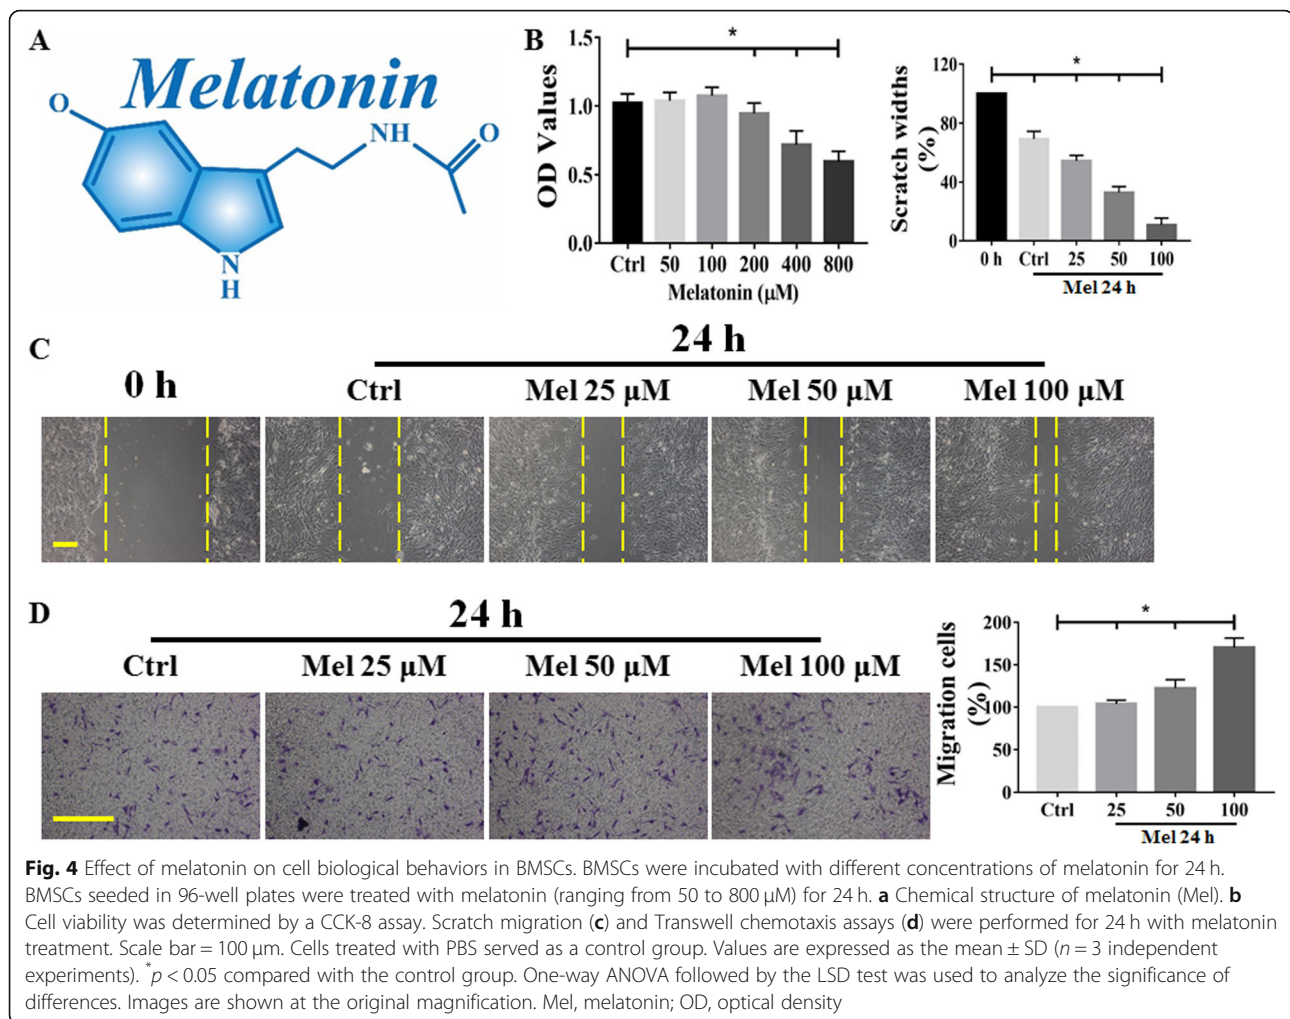 A
Melatonin
O
NH
O
N
H
B
*
1.5
1.0
0.5
0.0
OD Values
Ctrl 50 100 200 400 800
Melatonin (μM)
*
120
80
40
0
Scratch widths
(%)
0 h Ctrl 25 50 100
Mel 24 h
C
24 h
0 h
Ctrl
Mel 25 μM
Mel 50 μM
Mel 100 μM
D
24 h
Ctrl
Mel 25 μM
Mel 50 μM
Mel 100 μM
*
200
150
100
50
0
Migration cells
(%)
Ctrl 25 50 100
Mel 24 h
Fig. 4 Effect of melatonin on cell biological behaviors in BMSCs. BMSCs were incubated with different concentrations of melatonin for 24 h.
BMSCs seeded in 96-well plates were treated with melatonin (ranging from 50 to 800 μM) for 24 h. a Chemical structure of melatonin (Mel). b
Cell viability was determined by a CCK-8 assay. Scratch migration (c) and Transwell chemotaxis assays (d) were performed for 24 h with melatonin
treatment. Scale bar = 100 μm. Cells treated with PBS served as a control group. Values are expressed as the mean ± SD (n = 3 independent
experiments). *p < 0.05 compared with the control group. One-way ANOVA followed by the LSD test was used to analyze the significance of
differences. Images are shown at the original magnification. Mel, melatonin; OD, optical density